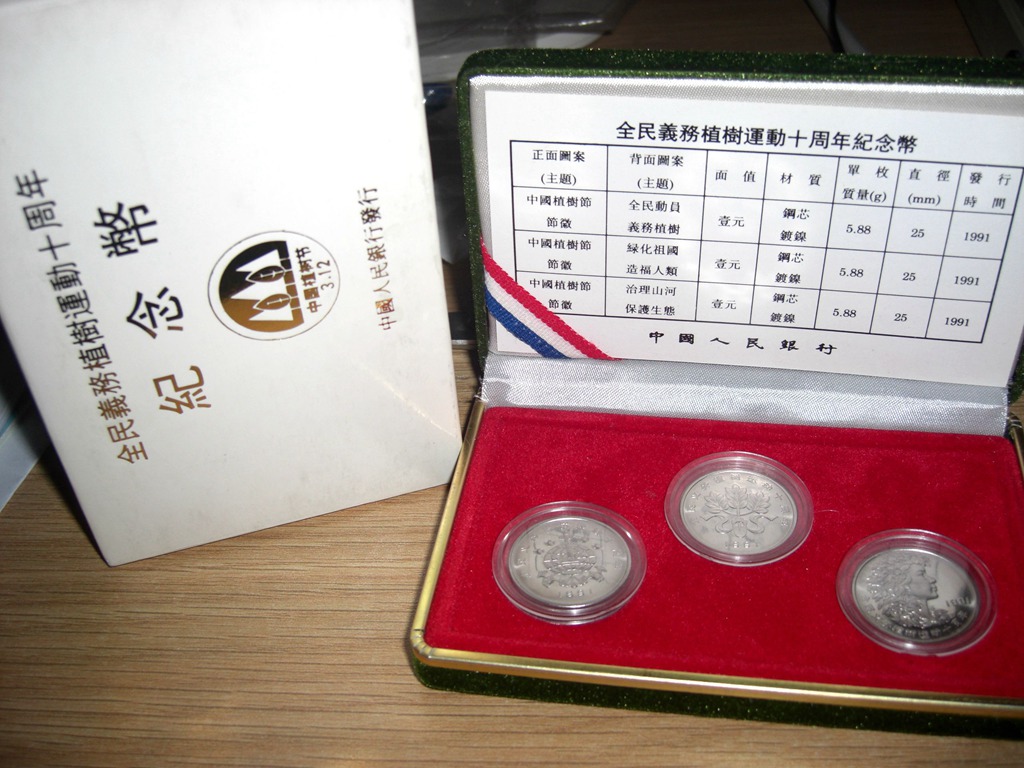 全民義務植樹運動十周年
紀念幣
中國植樹节
3.12
中國人民銀行發行
全民義務植樹運動十周年紀念幣
正面圖案 背面圖案 面值 材質 單枚 直徑 發行
(主題) (主題) 質量(g) (mm) 時間
中國植樹節 全民動員 壹元 鋼芯 5.88 25 1991
節徽 義務植樹 鍍鎳
中國植樹節 綠化祖國 壹元 鋼芯 5.88 25 1991
節徽 造福人類 鍍鎳
中國植樹節 治理山河 壹元 鋼芯 5.88 25 1991
節徽 保護生態 鍍鎳
中國人民銀行
1991
1991
1991